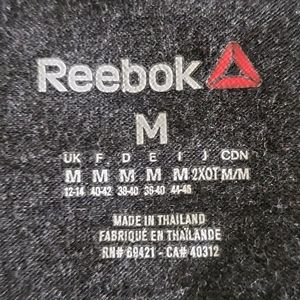 Reebok
M
UK F D E I J CDN
M M M M M 2XOT M/M
12-14 40-42 38-40 38-40 44-46
MADE IN THAILAND
FABRIQUÉ EN THAÏLANDE
RN# 69421 - CA# 40312